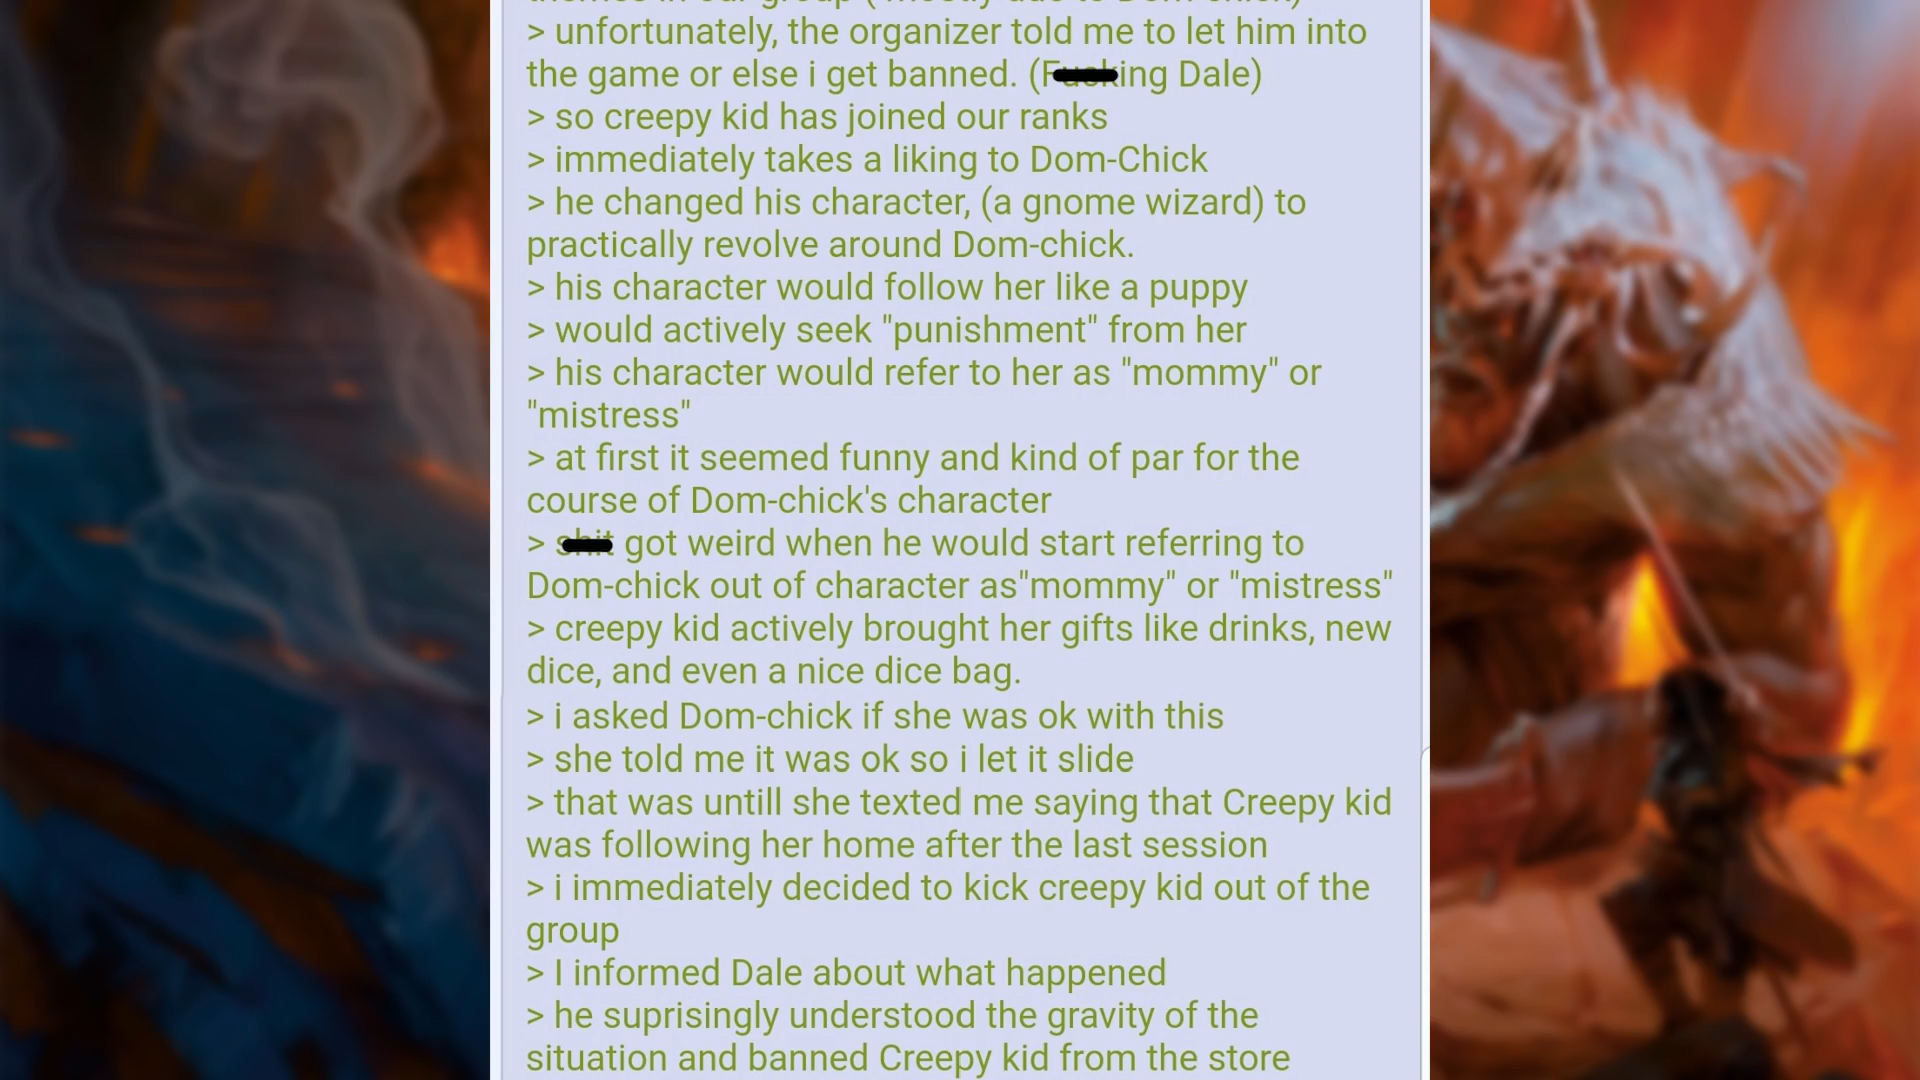 > unfortunately, the organizer told me to let him into
the game or else i get banned. (Fucking Dale)
> so creepy kid has joined our ranks
> immediately takes a liking to Dom-Chick
> he changed his character, (a gnome wizard) to
practically revolve around Dom-chick.
> his character would follow her like a puppy
> would actively seek "punishment" from her
> his character would refer to her as "mommy" or
"mistress"
> at first it seemed funny and kind of par for the
course of Dom-chick's character
> shit got weird when he would start referring to
Dom-chick out of character as"mommy" or "mistress"
> creepy kid actively brought her gifts like drinks, new
dice, and even a nice dice bag.
> i asked Dom-chick if she was ok with this
> she told me it was ok so i let it slide
> that was untill she texted me saying that Creepy kid
was following her home after the last session
> i immediately decided to kick creepy kid out of the
group
> I informed Dale about what happened
> he suprisingly understood the gravity of the
situation and banned Creepy kid from the store